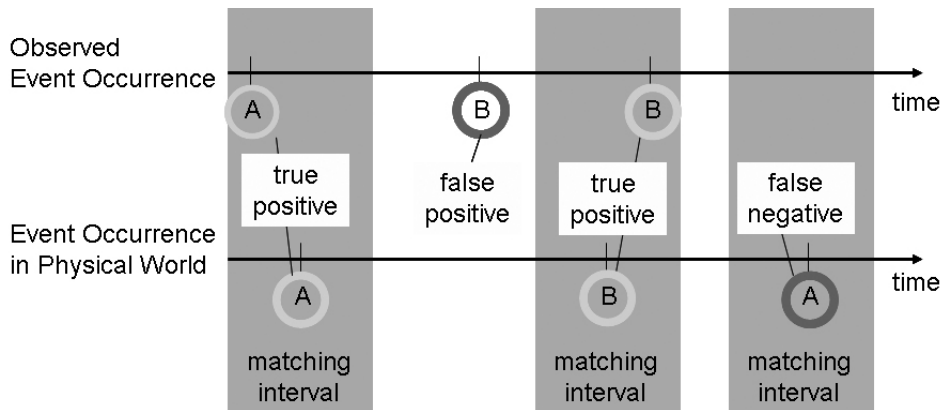 Observed
Event Occurrence
time
A
B
B
true
positive
false
positive
true
positive
false
negative
Event Occurrence
in Physical World
time
A
B
A
matching
interval
matching
interval
matching
interval